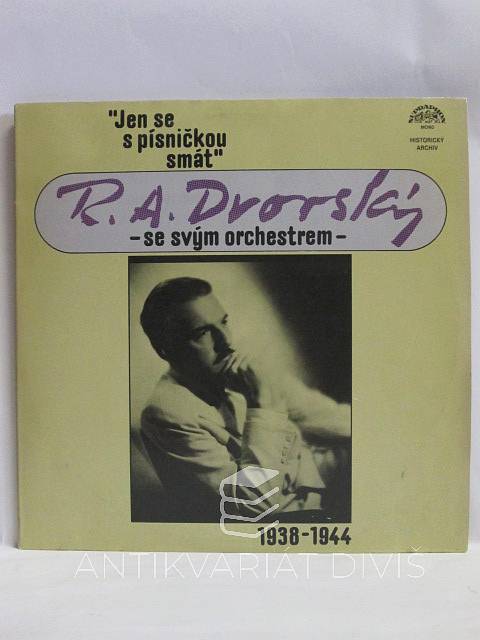 "Jen se
s písničkou
smát"
SUPRAPHON
MONO
HISTORICKÝ
ARCHIV
R. A. Dvorský
- se svým orchestrem -
1938-1944
ANTIKVARIÁT DIVIŠ